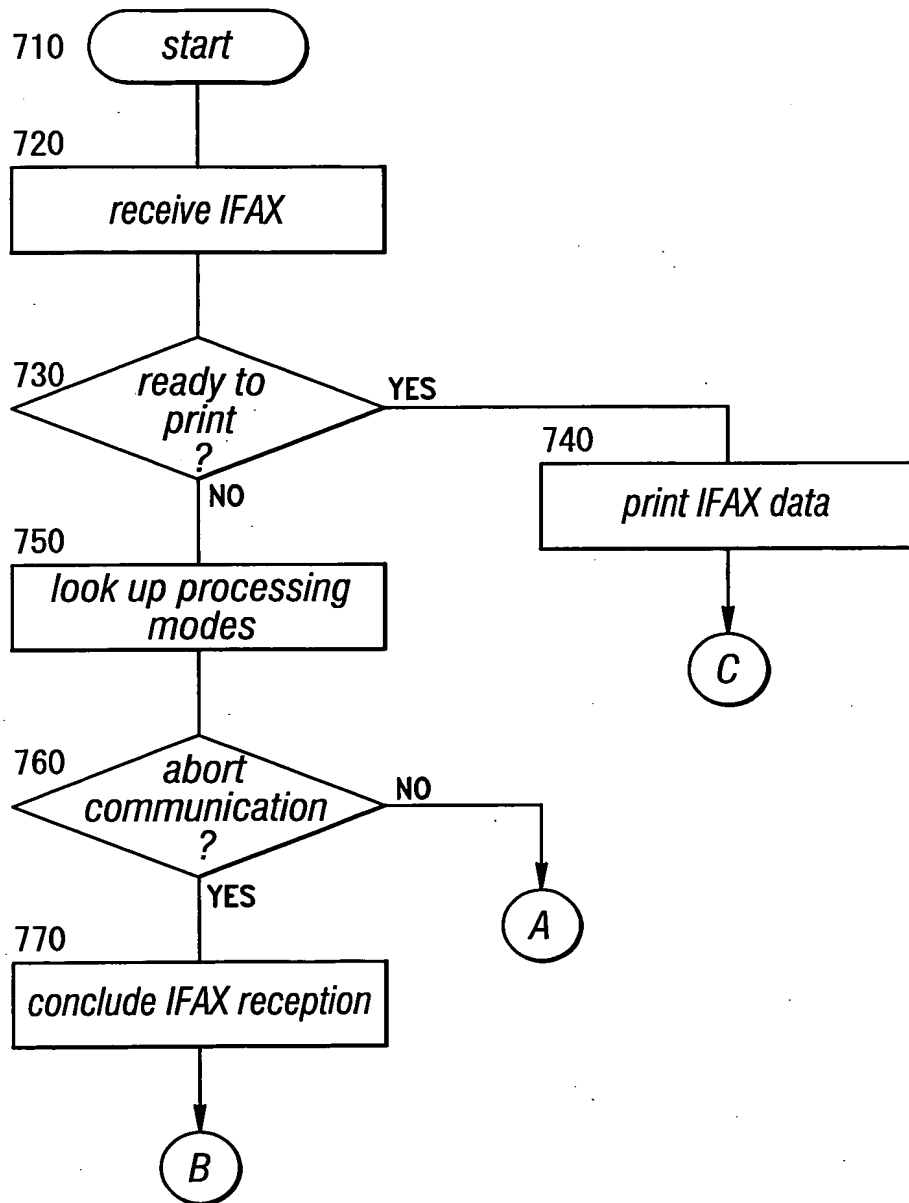 710
start
720
receive IFAX
730
ready to
print
?
YES
NO
740
print IFAX data
C
750
look up processing
modes
760
abort
communication
?
NO
YES
A
770
conclude IFAX reception
B